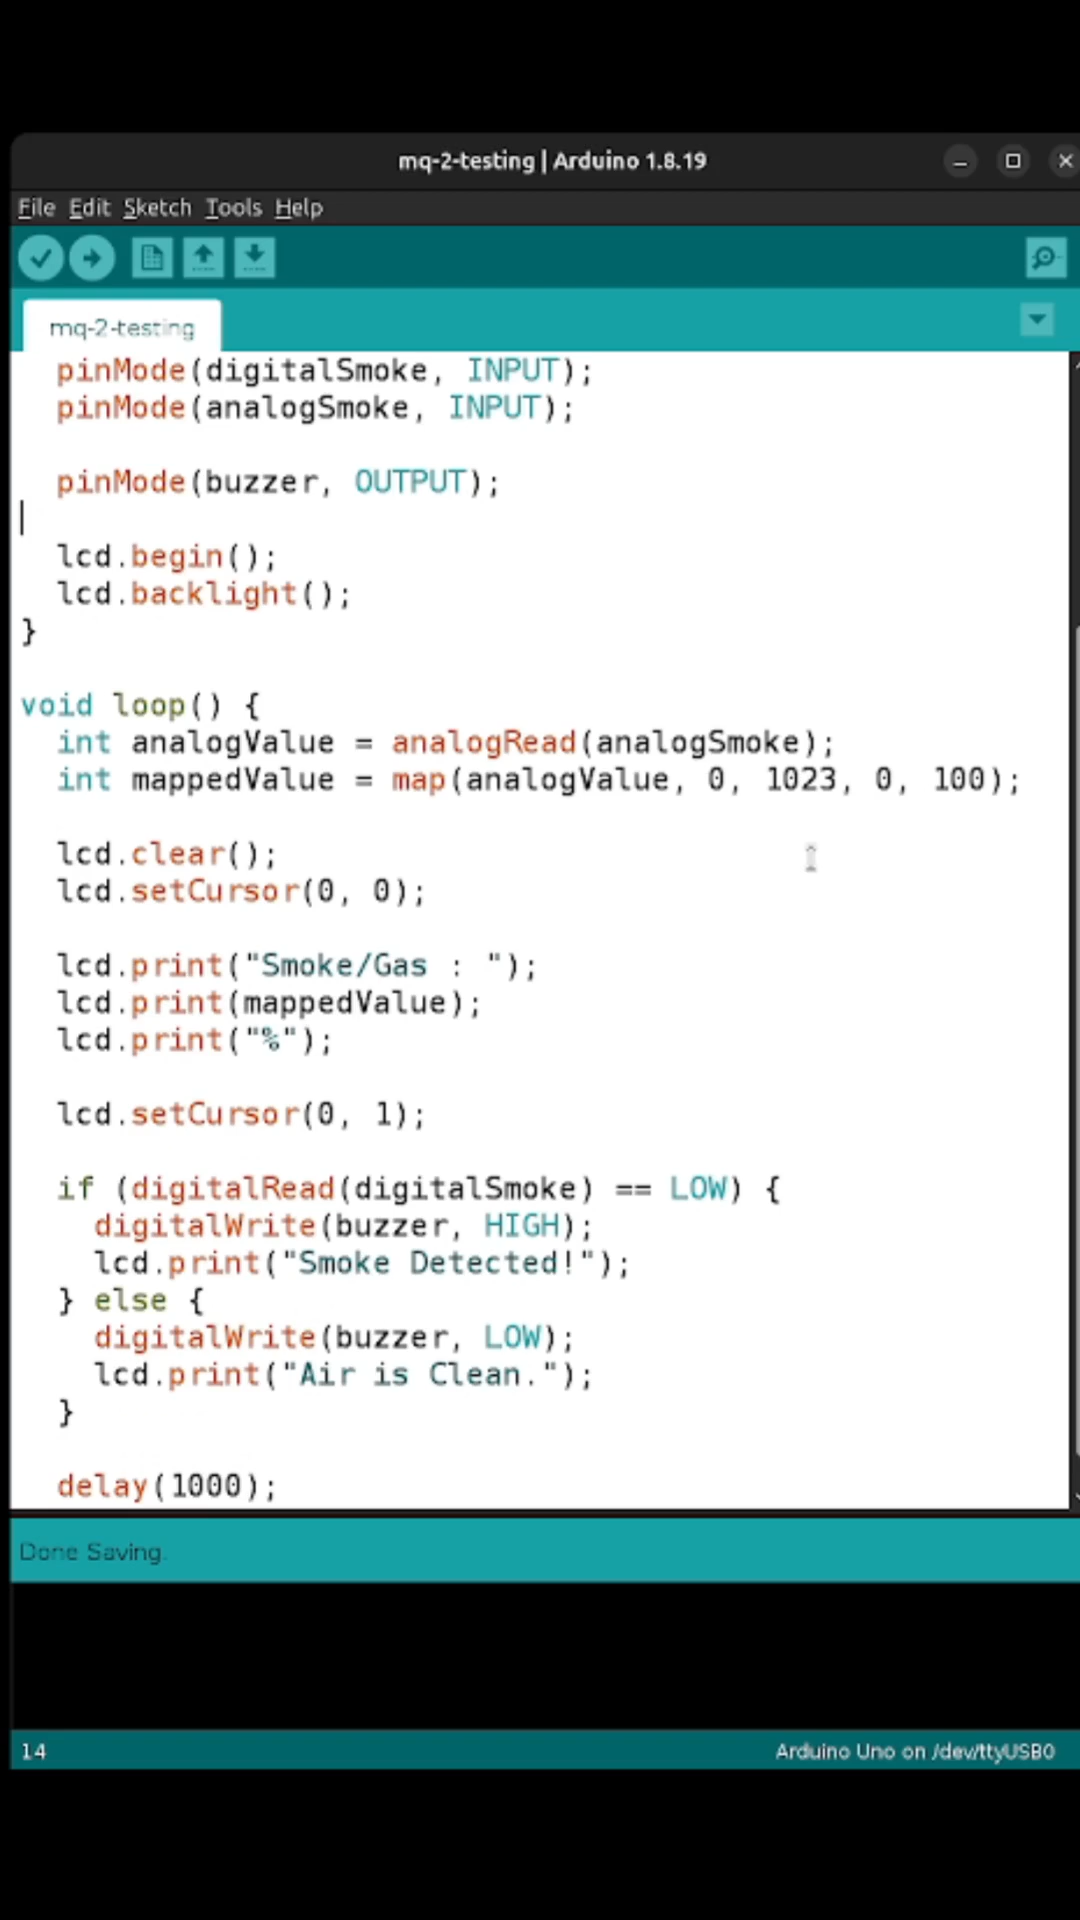 mq-2-testing | Arduino 1.8.19
File Edit Sketch Tools Help
mq-2-testing
pinMode(digitalSmoke, INPUT);
pinMode(analogSmoke, INPUT);
pinMode(buzzer, OUTPUT);
lcd.begin();
lcd.backlight();
}
void loop() {
int analogValue = analogRead(analogSmoke);
int mappedValue = map(analogValue, 0, 1023, 0, 100);
lcd.clear();
lcd.setCursor(0, 0);
lcd.print("Smoke/Gas : ");
lcd.print(mappedValue);
lcd.print("%");
lcd.setCursor(0, 1);
if (digitalRead(digitalSmoke) == LOW) {
digitalWrite(buzzer, HIGH);
lcd.print("Smoke Detected!");
} else {
digitalWrite(buzzer, LOW);
lcd.print("Air is Clean.");
}
delay(1000);
Done Saving.
14 Arduino Uno on /dev/ttyUSB0